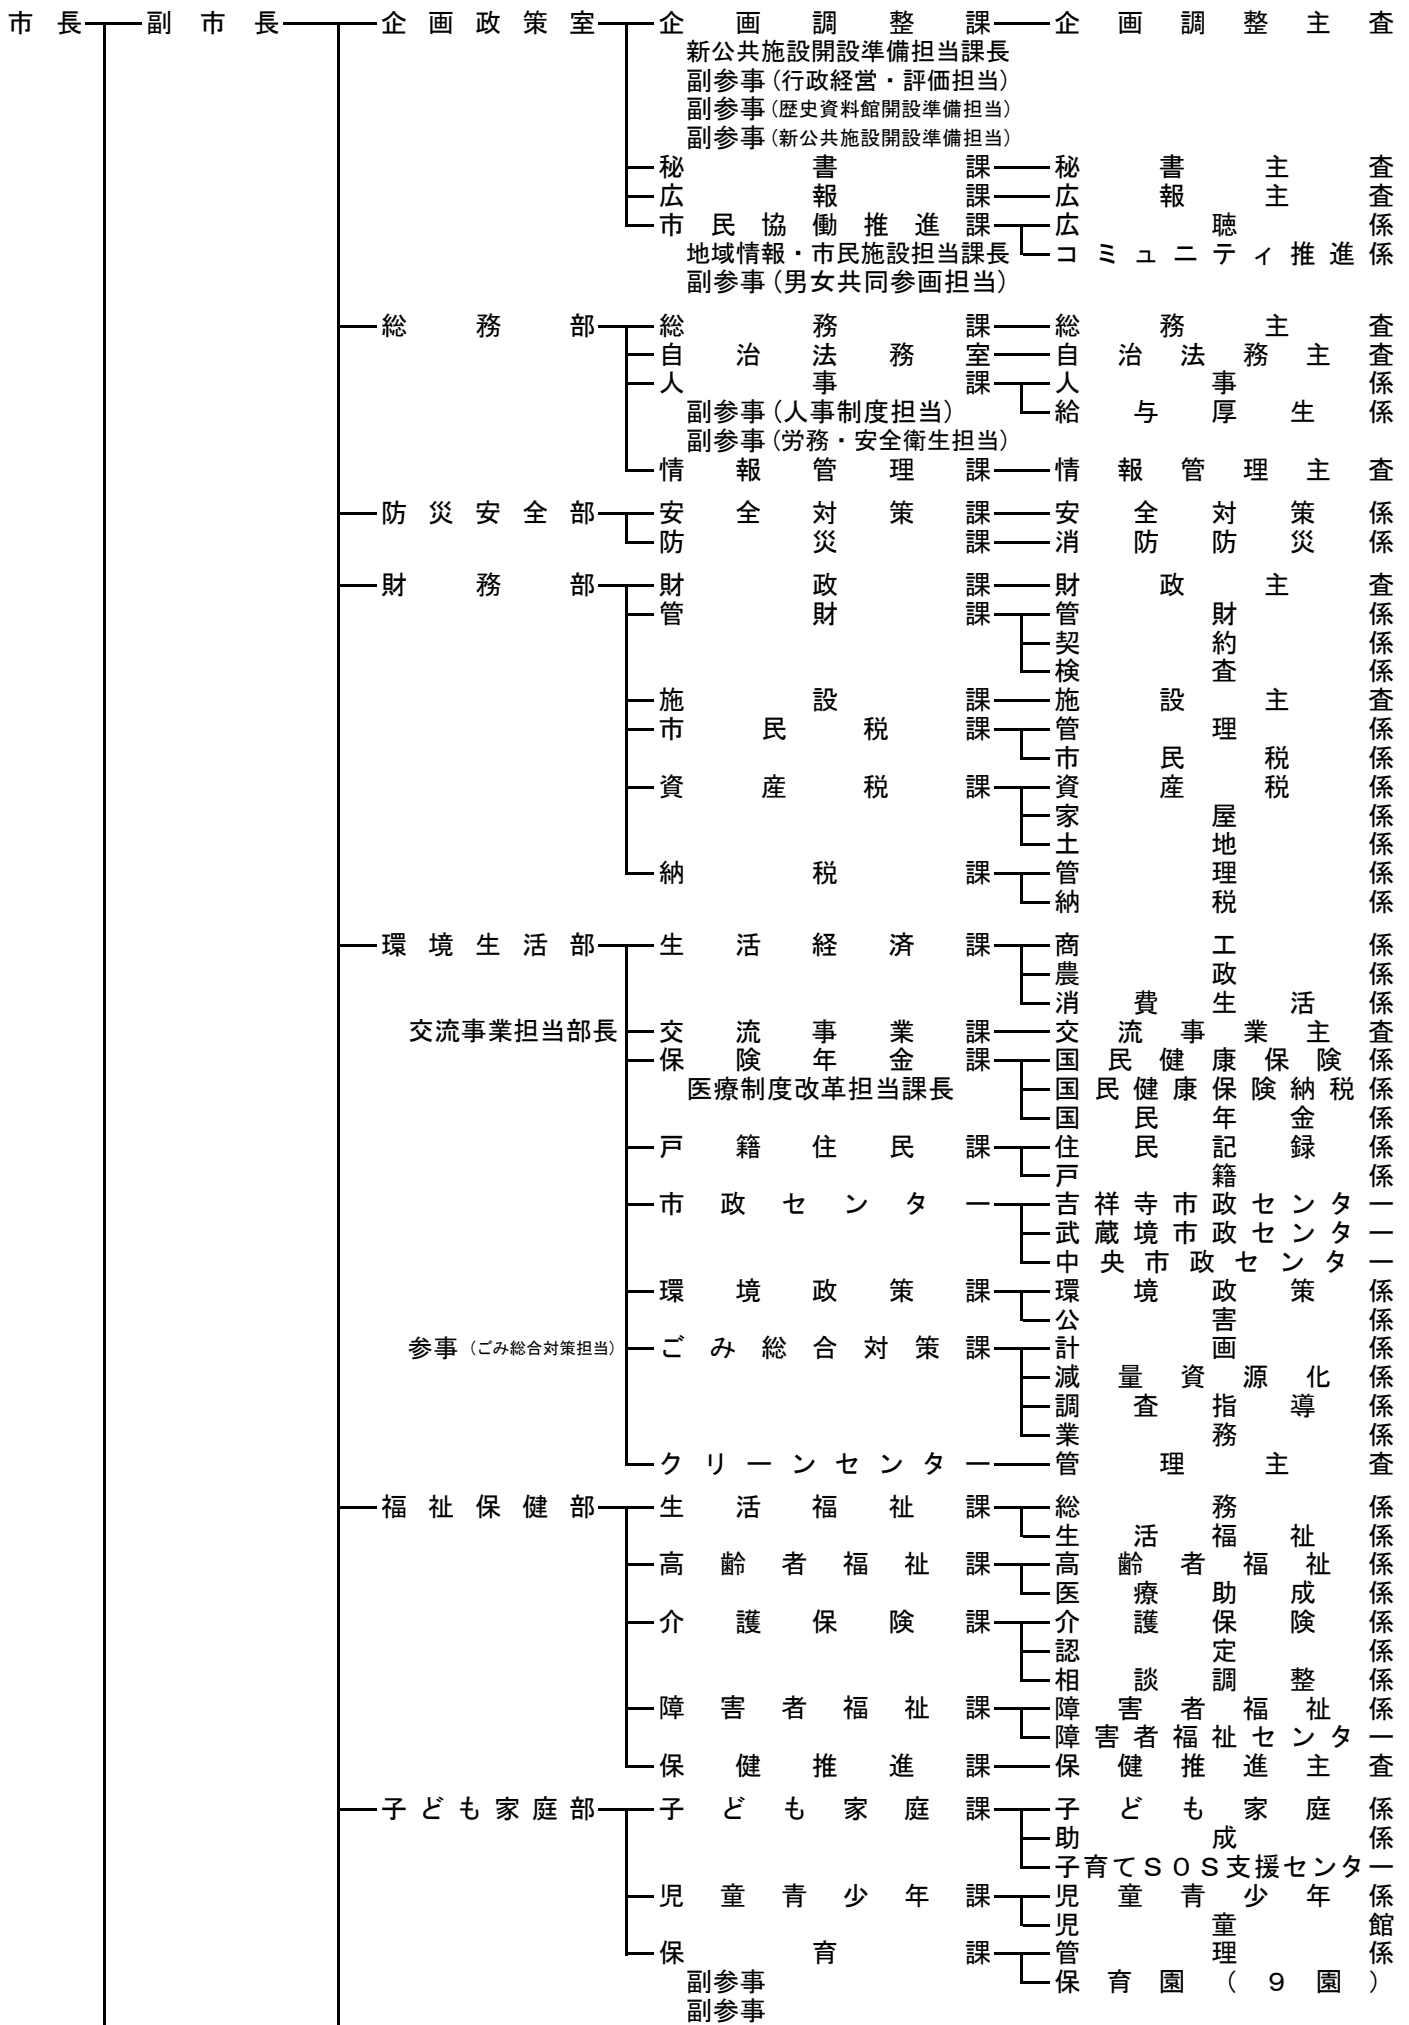 市長 副市長 企画政策室 企画調整課 企画調整主査
新公共施設開設準備担当課長
副参事(行政経営・評価担当)
副参事(歴史資料館開設準備担当)
副参事(新公共施設開設準備担当)
秘書課 秘書主査
広報課 広報主査
市民協働推進課 広聴係
地域情報・市民施設担当課長 コミュニティ推進係
副参事(男女共同参画担当)
総務部 総務課 総務主査
自治法務室 自治法務主査
人事課 人事係
副参事(人事制度担当) 給与厚生係
副参事(労務・安全衛生担当)
情報管理課 情報管理主査
防災安全部 安全対策課 安全対策係
防災課 消防防災係
財務部 財政課 財政主査
管財課 管財係
契約係
検査係
施設課 施設主査
市民税課 管理係
市民税係
資産税課 資産税係
家屋係
土地係
納税課 管理係
納税係
環境生活部 生活経済課 商工係
農政係
消費生活係
交流事業担当部長 交流事業課 交流事業主査
保険年金課 国民健康保険係
医療制度改革担当課長 国民健康保険納税係
国民年金係
戸籍住民課 住民記録係
戸籍係
市政センター 吉祥寺市政センター
武蔵境市政センター
中央市政センター
環境政策課 環境政策係
公害係
参事(ごみ総合対策担当) ごみ総合対策課 計画係
減量資源化係
調査指導係
業務係
クリーンセンター 管理主査
福祉保健部 生活福祉課 総務係
生活福祉係
高齢者福祉課 高齢者福祉係
医療助成係
介護保険課 介護保険係
認定係
相談調整係
障害者福祉課 障害者福祉係
障害者福祉センター
保健推進課 保健推進主査
子ども家庭部 子ども家庭課 子ども家庭係
助成係
子育てSOS支援センター
児童青少年課 児童青少年係
児童館
保育課 管理係
副参事 保育園(9園)
副参事